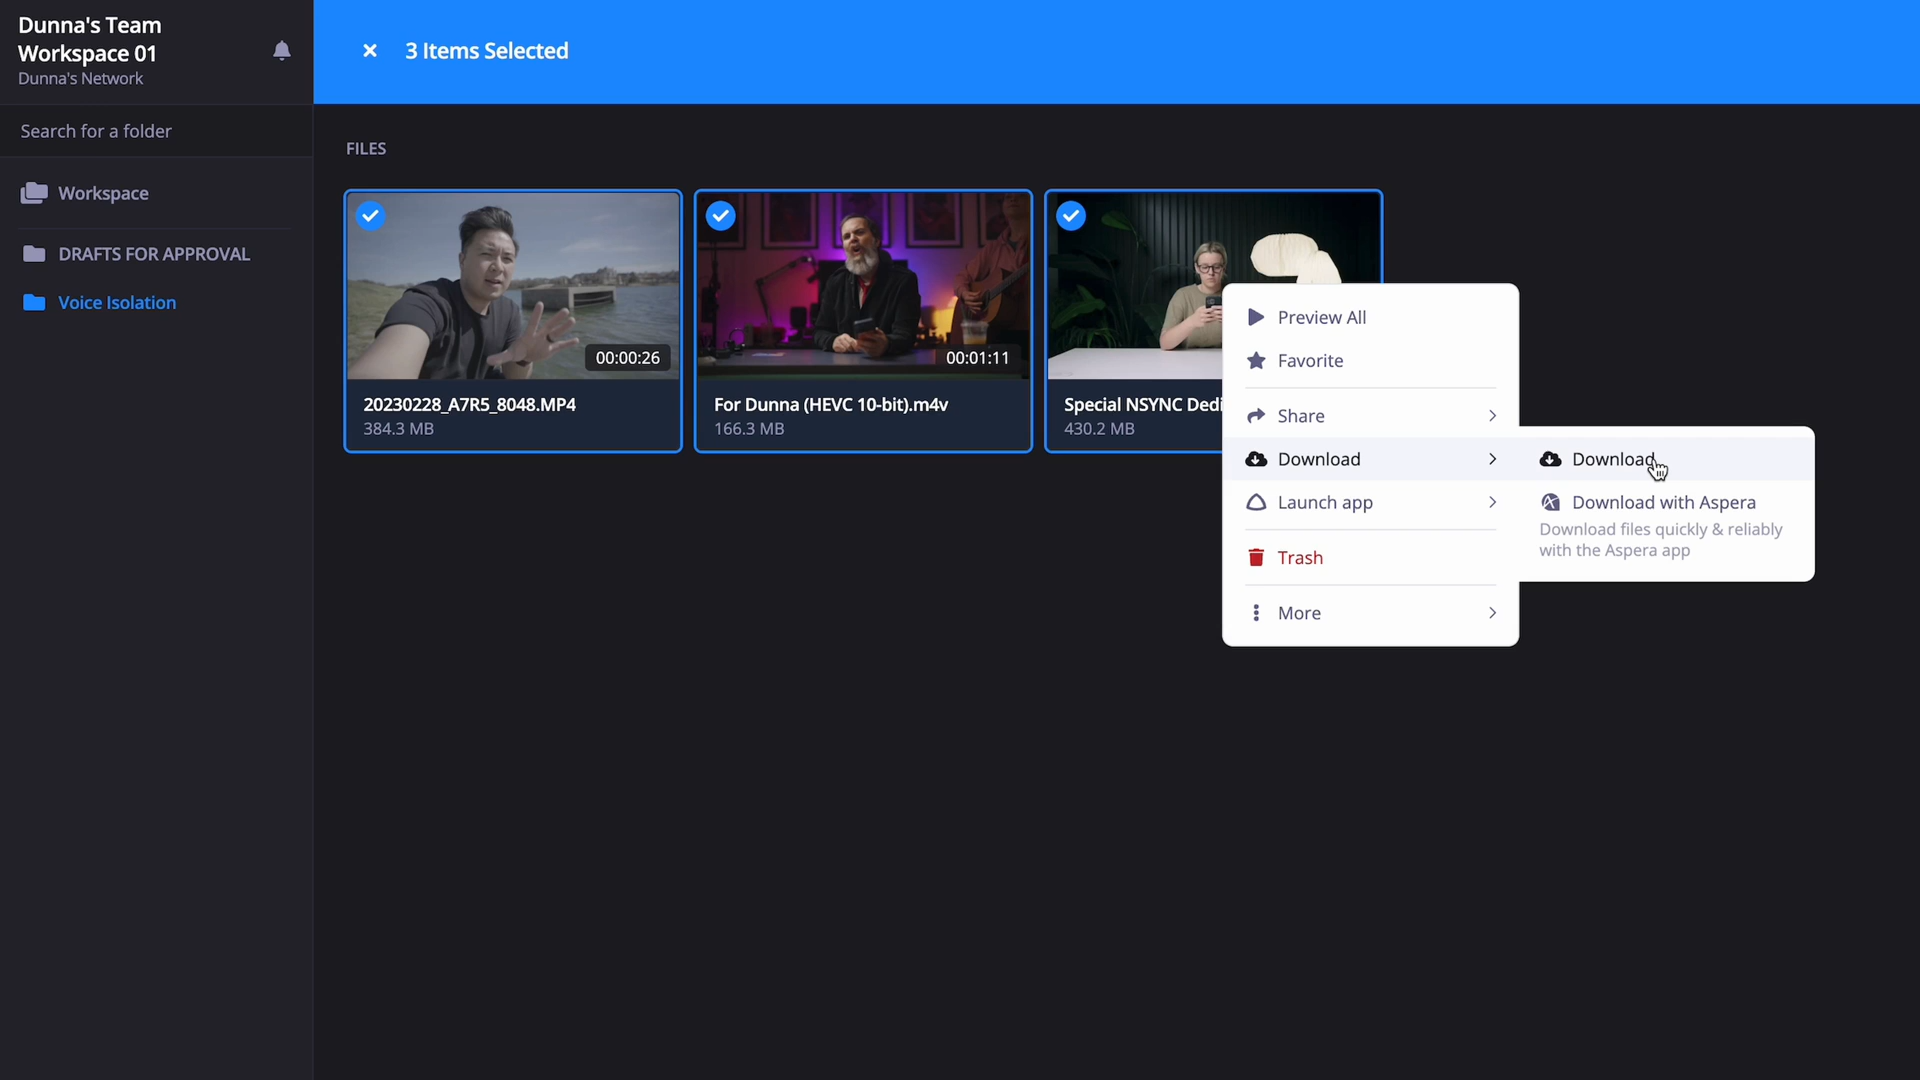 Dunna's Team
Workspace 01
Dunna's Network
3 Items Selected
Search for a folder
Workspace
DRAFTS FOR APPROVAL
Voice Isolation
FILES
00:00:26
20230228_A7R5_8048.MP4
384.3 MB
00:01:11
For Dunna (HEVC 10-bit).m4v
166.3 MB
Special NSYNC Dedi
430.2 MB
Preview All
Favorite
Share
Download
Launch app
Trash
More
Download
Download with Aspera
Download files quickly & reliably
with the Aspera app